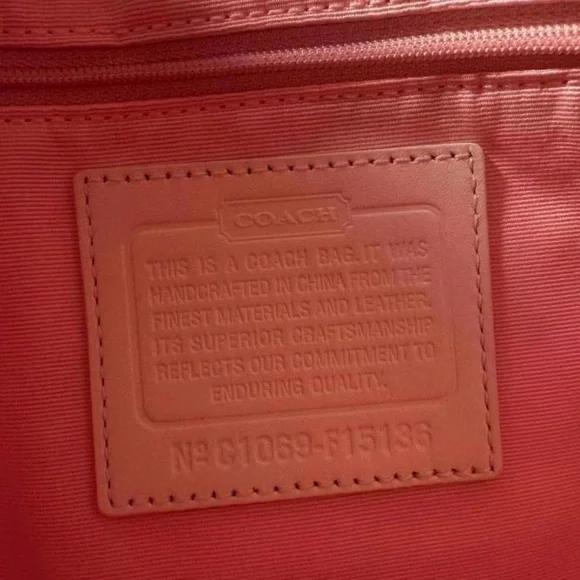 COACH
THIS IS A COACH BAG. IT WAS
HANDCRAFTED IN CHINA FROM THE
FINEST MATERIALS AND LEATHER.
ITS SUPERIOR CRAFTSMANSHIP
REFLECTS OUR COMMITMENT TO
ENDURING QUALITY.
Nº C1069-F15136